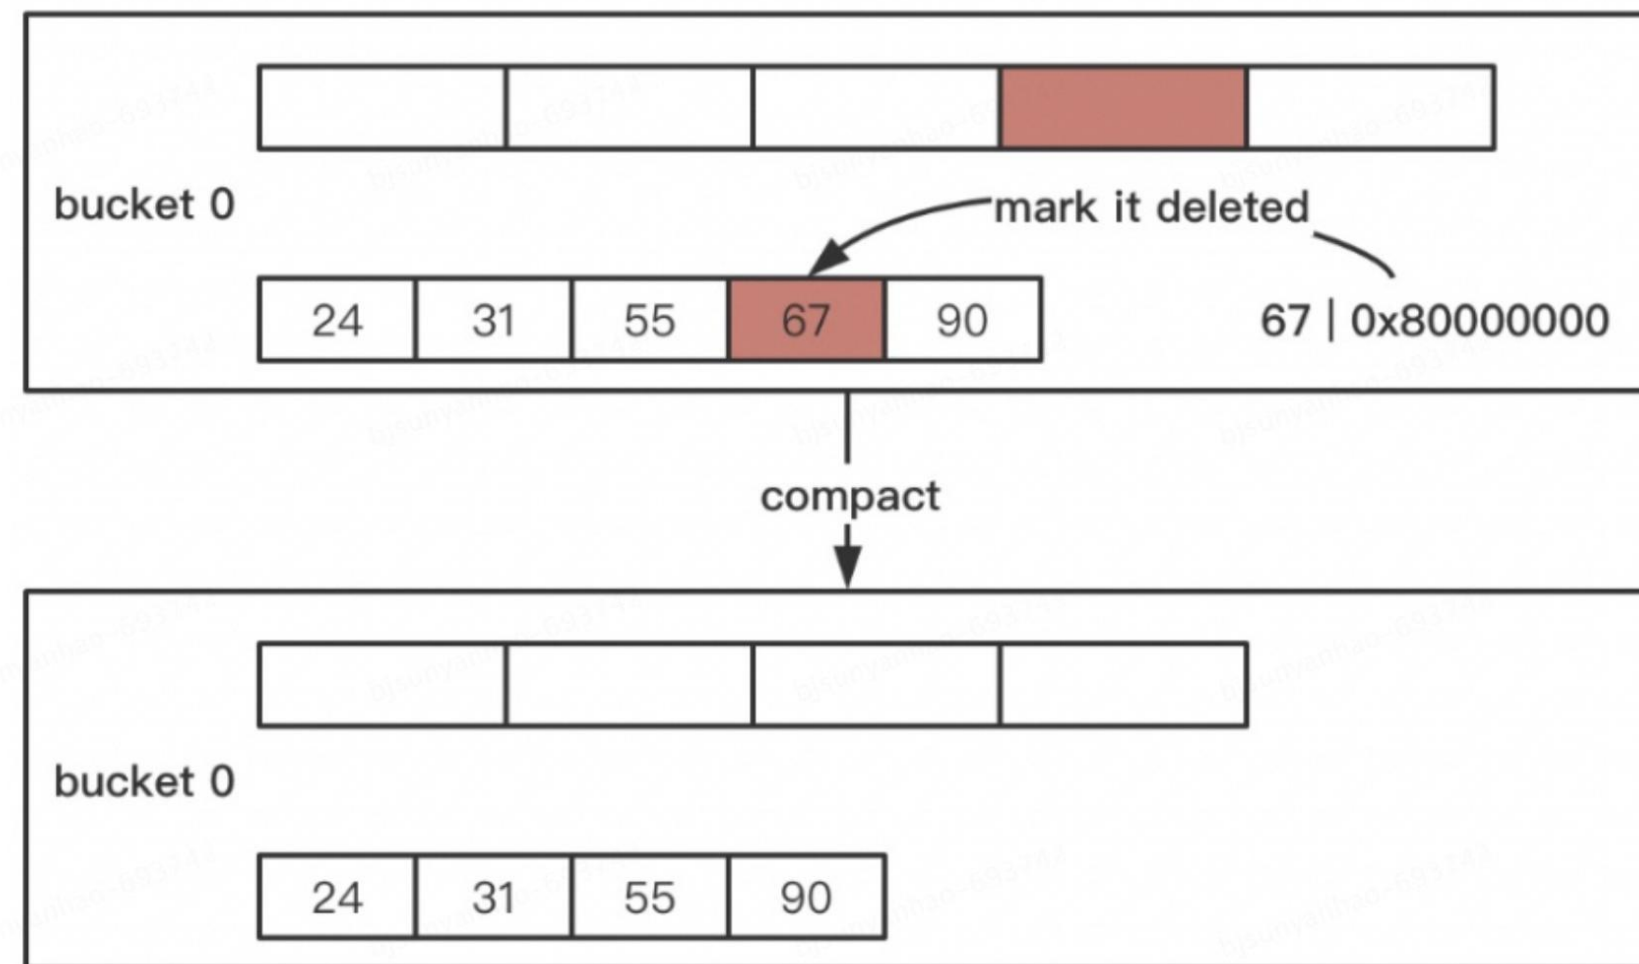 bucket 0
mark it deleted
24 31 55 67 90
67 | 0x80000000
compact
bucket 0
24 31 55 90